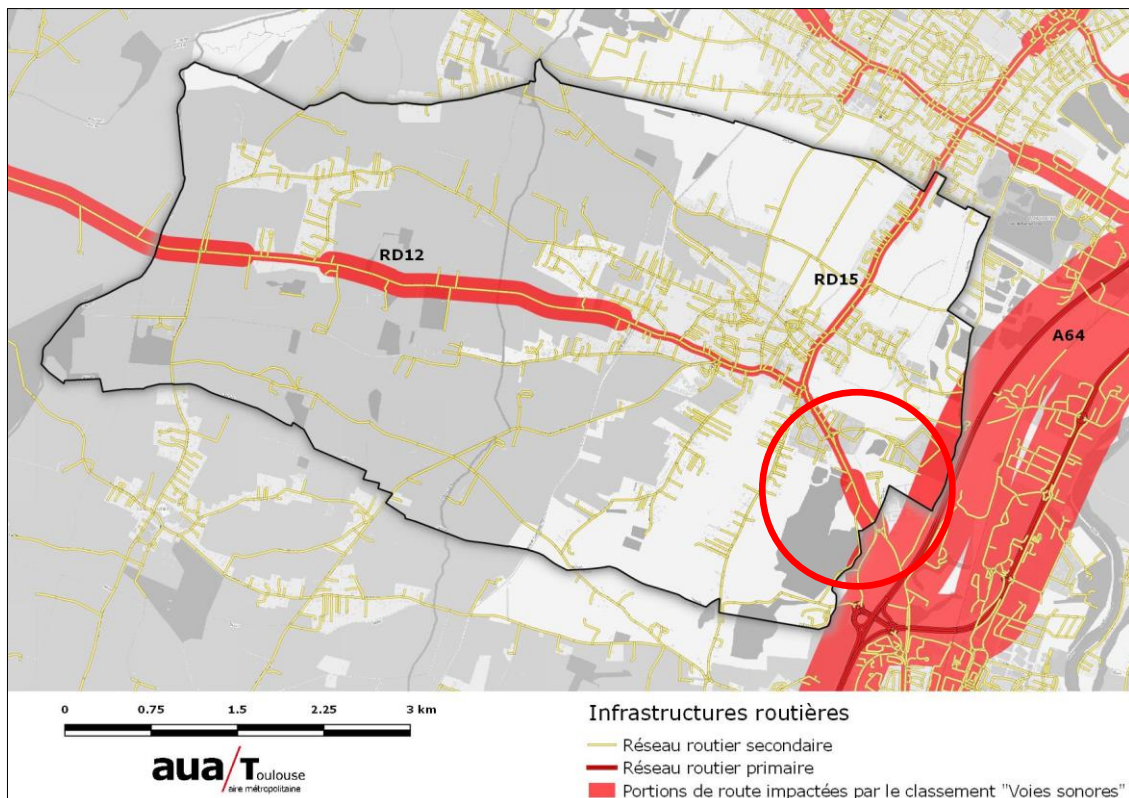 RD12
RD15
A64
0 0.75 1.5 2.25 3 km
aua/Toulouse
aire métropolitaine
Infrastructures routières
Réseau routier secondaire
Réseau routier primaire
Portions de route impactées par le classement "Voies sonores"